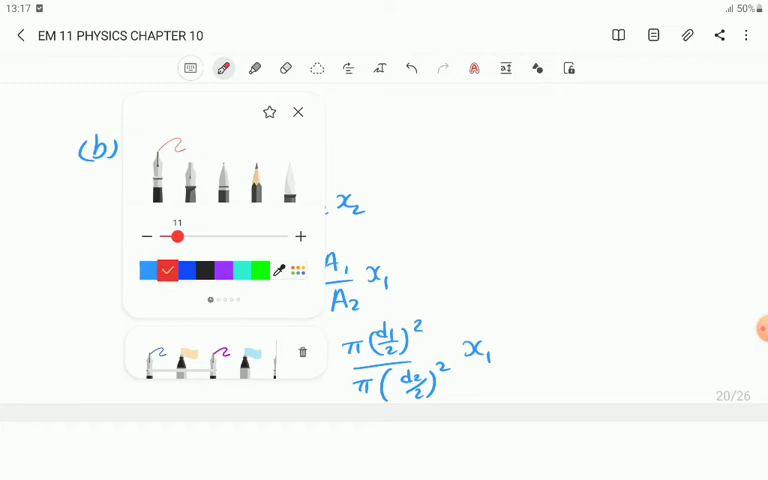 13:17 50%
EM 11 PHYSICS CHAPTER 10
(b)
11
x₂
A₁/A₂ x₁
π(d₁/2)²/π(d₂/2)² x₁
20/26